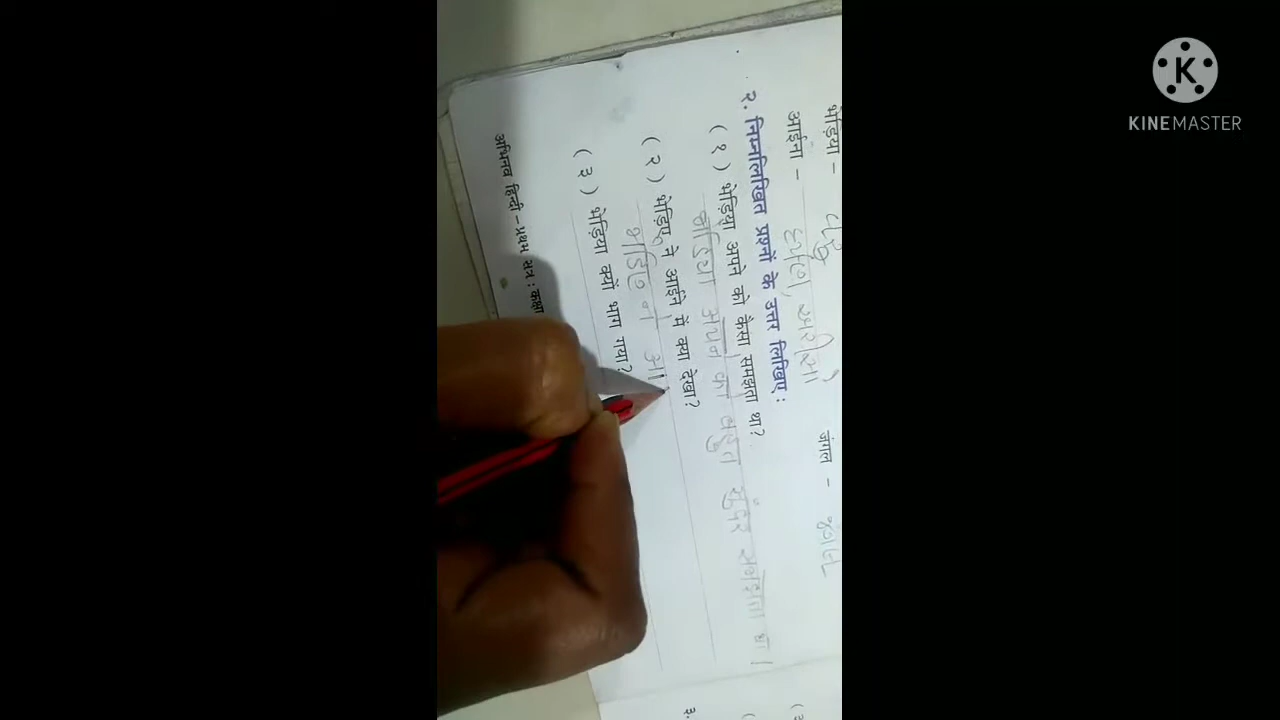 भेड़िया -
आईना -
जंगल -
२. निम्नलिखित प्रश्नों के उत्तर लिखिए :
( १ ) भेड़िया अपने को कैसा समझता था?
भेडिया अपने को बहुत सुंदर समझता था।
( २ ) भेड़िए ने आईने में क्या देखा?
भेडिए ने आ
( ३ ) भेड़िया क्यों भाग गया?
अभिनव हिन्दी - प्रथम सत्र : कक्षा
३.
KINEMASTER